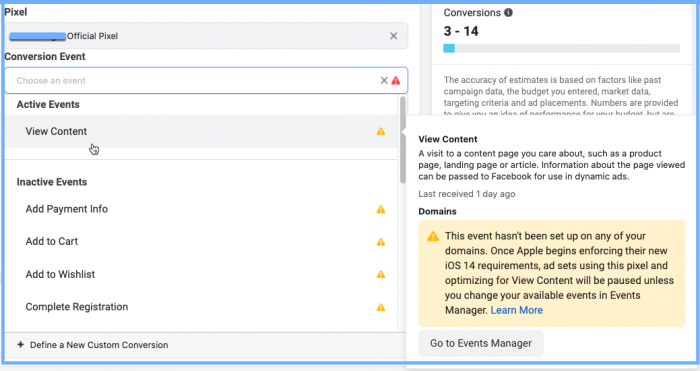 Pixel
Official Pixel
Conversion Event
Choose an event
Active Events
View Content
Inactive Events
Add Payment Info
Add to Cart
Add to Wishlist
Complete Registration
+ Define a New Custom Conversion
Conversions
3 - 14
The accuracy of estimates is based on factors like past
campaign data, the budget you entered, market data,
targeting criteria and ad placements. Numbers are provided
to give you an idea of performance for your budget, but are
View Content
A visit to a content page you care about, such as a product
page, landing page or article. Information about the page viewed
can be passed to Facebook for use in dynamic ads.
Last received 1 day ago
Domains
This event hasn't been set up on any of your
domains. Once Apple begins enforcing their new
iOS 14 requirements, ad sets using this pixel and
optimizing for View Content will be paused unless
you change your available events in Events
Manager. Learn More
Go to Events Manager